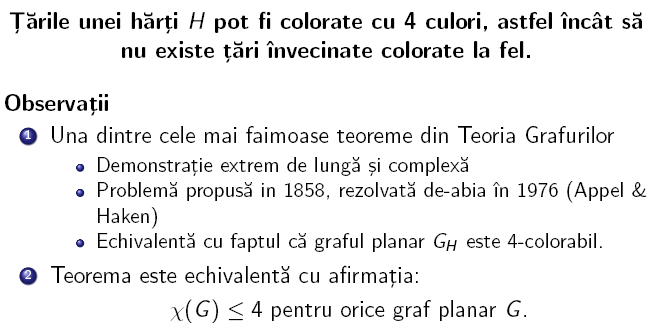 Țările unei hărți H pot fi colorate cu 4 culori, astfel încât să
nu existe țări învecinate colorate la fel.
Observații
1 Una dintre cele mai faimoase teoreme din Teoria Grafurilor
• Demonstrație extrem de lungă și complexă
• Problemă propusă in 1858, rezolvată de-abia în 1976 (Appel &
Haken)
• Echivalentă cu faptul că graful planar G_H este 4-colorabil.
2 Teorema este echivalentă cu afirmația:
χ(G) ≤ 4 pentru orice graf planar G.